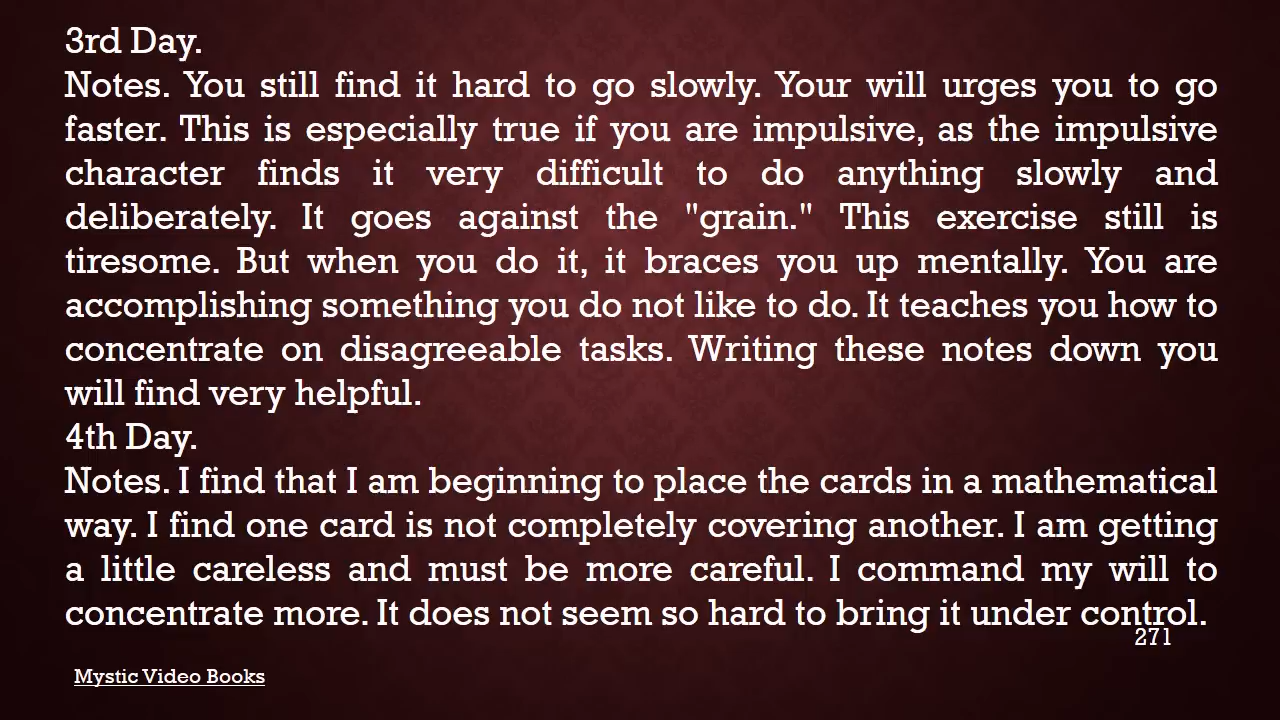 3rd Day.
Notes. You still find it hard to go slowly. Your will urges you to go
faster. This is especially true if you are impulsive, as the impulsive
character finds it very difficult to do anything slowly and
deliberately. It goes against the "grain." This exercise still is
tiresome. But when you do it, it braces you up mentally. You are
accomplishing something you do not like to do. It teaches you how to
concentrate on disagreeable tasks. Writing these notes down you
will find very helpful.
4th Day.
Notes. I find that I am beginning to place the cards in a mathematical
way. I find one card is not completely covering another. I am getting
a little careless and must be more careful. I command my will to
concentrate more. It does not seem so hard to bring it under control.
271
Mystic Video Books